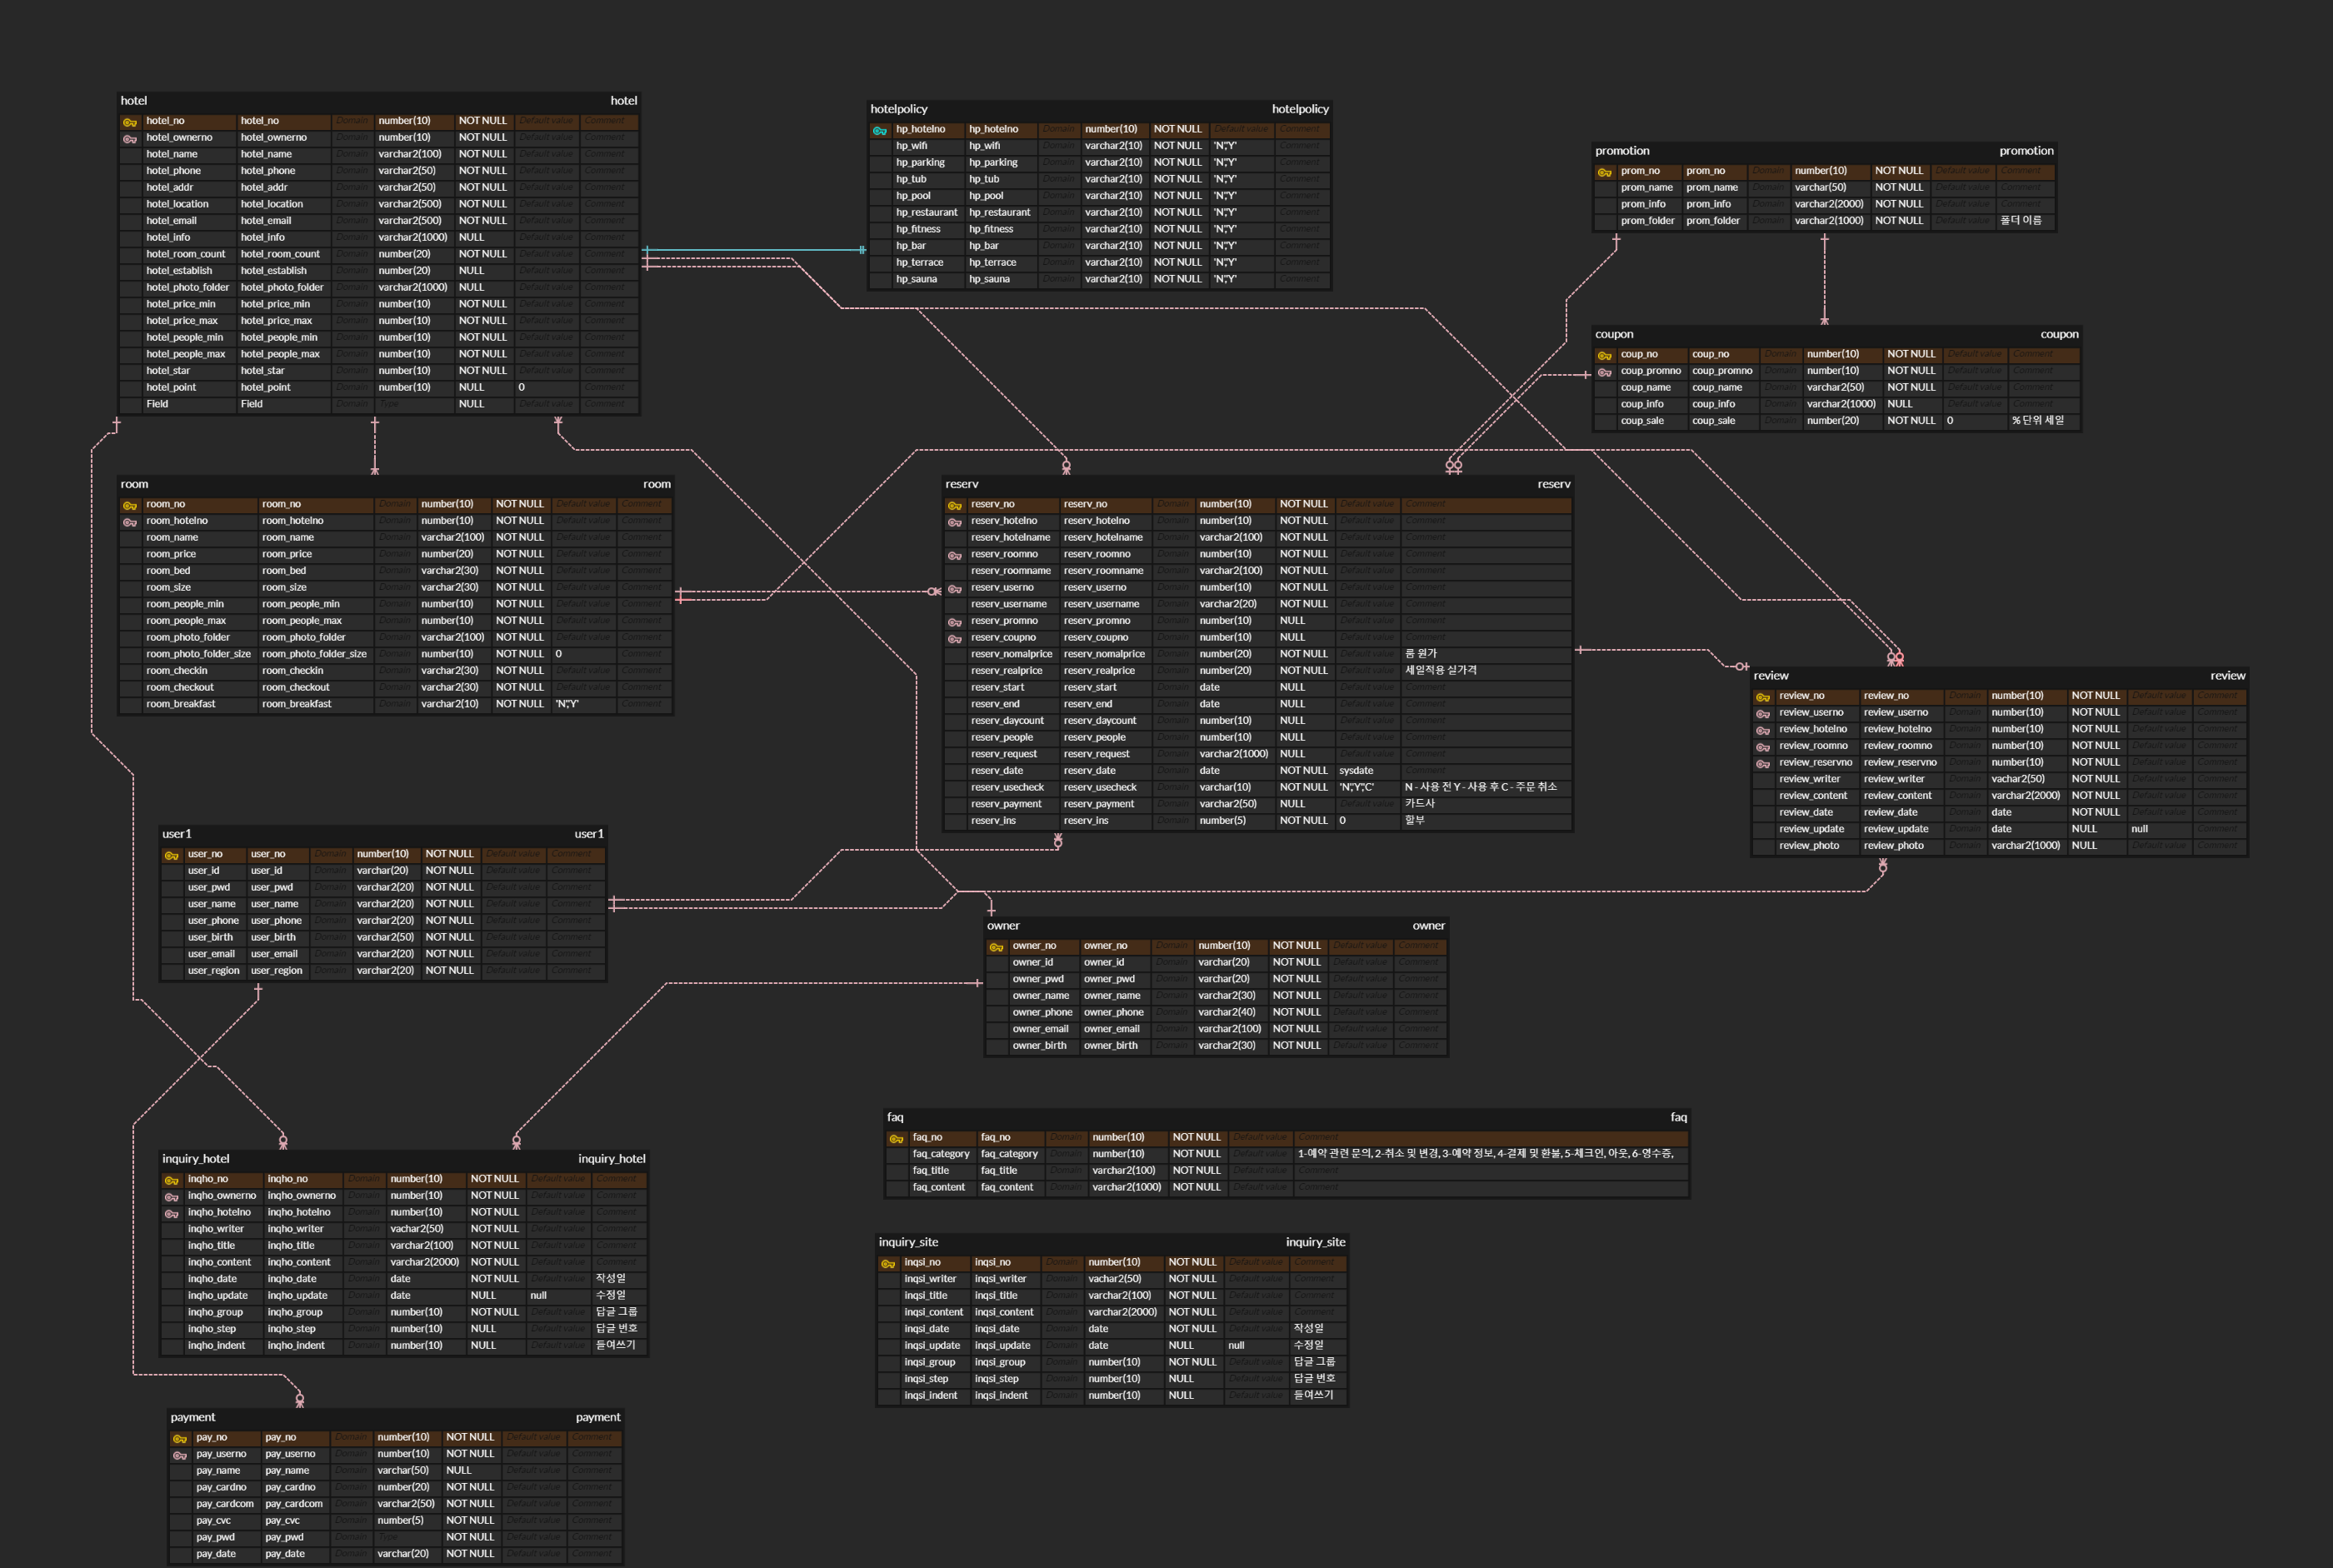 hotel hotel
hotel_no hotel_no Domain number(10) NOT NULL Default value Comment
hotel_ownerno hotel_ownerno Domain number(10) NOT NULL Default value Comment
hotel_name hotel_name Domain varchar2(100) NOT NULL Default value Comment
hotel_phone hotel_phone Domain varchar2(50) NOT NULL Default value Comment
hotel_addr hotel_addr Domain varchar2(50) NOT NULL Default value Comment
hotel_location hotel_location Domain varchar2(500) NOT NULL Default value Comment
hotel_email hotel_email Domain varchar2(500) NOT NULL Default value Comment
hotel_info hotel_info Domain varchar2(1000) NULL Default value Comment
hotel_room_count hotel_room_count Domain number(20) NOT NULL Default value Comment
hotel_establish hotel_establish Domain number(20) NULL Default value Comment
hotel_photo_folder hotel_photo_folder Domain varchar2(1000) NULL Default value Comment
hotel_price_min hotel_price_min Domain number(10) NOT NULL Default value Comment
hotel_price_max hotel_price_max Domain number(10) NOT NULL Default value Comment
hotel_people_min hotel_people_min Domain number(10) NOT NULL Default value Comment
hotel_people_max hotel_people_max Domain number(10) NOT NULL Default value Comment
hotel_star hotel_star Domain number(10) NOT NULL Default value Comment
hotel_point hotel_point Domain number(10) NULL 0 Comment
Field Field Domain Type NULL Default value Comment
hotelpolicy hotelpolicy
hp_hotelno hp_hotelno Domain number(10) NOT NULL Default value Comment
hp_wifi hp_wifi Domain varchar2(10) NOT NULL 'N','Y' Comment
hp_parking hp_parking Domain varchar2(10) NOT NULL 'N','Y' Comment
hp_tub hp_tub Domain varchar2(10) NOT NULL 'N','Y' Comment
hp_pool hp_pool Domain varchar2(10) NOT NULL 'N','Y' Comment
hp_restaurant hp_restaurant Domain varchar2(10) NOT NULL 'N','Y' Comment
hp_fitness hp_fitness Domain varchar2(10) NOT NULL 'N','Y' Comment
hp_bar hp_bar Domain varchar2(10) NOT NULL 'N','Y' Comment
hp_terrace hp_terrace Domain varchar2(10) NOT NULL 'N','Y' Comment
hp_sauna hp_sauna Domain varchar2(10) NOT NULL 'N','Y' Comment
promotion promotion
prom_no prom_no Domain number(10) NOT NULL Default value Comment
prom_name prom_name Domain varchar(50) NOT NULL Default value Comment
prom_info prom_info Domain varchar2(2000) NOT NULL Default value Comment
prom_folder prom_folder Domain varchar2(1000) NOT NULL Default value 폴더 이름
coupon coupon
coup_no coup_no Domain number(10) NOT NULL Default value Comment
coup_promno coup_promno Domain number(10) NOT NULL Default value Comment
coup_name coup_name Domain varchar2(50) NOT NULL Default value Comment
coup_info coup_info Domain varchar2(1000) NULL Default value Comment
coup_sale coup_sale Domain number(20) NOT NULL 0 % 단위 세일
room room
room_no room_no Domain number(10) NOT NULL Default value Comment
room_hotelno room_hotelno Domain number(10) NOT NULL Default value Comment
room_name room_name Domain varchar2(100) NOT NULL Default value Comment
room_price room_price Domain number(20) NOT NULL Default value Comment
room_bed room_bed Domain varchar2(30) NOT NULL Default value Comment
room_size room_size Domain varchar2(30) NOT NULL Default value Comment
room_people_min room_people_min Domain number(10) NOT NULL Default value Comment
room_people_max room_people_max Domain number(10) NOT NULL Default value Comment
room_photo_folder room_photo_folder Domain varchar2(100) NOT NULL Default value Comment
room_photo_folder_size room_photo_folder_size Domain number(10) NOT NULL 0 Comment
room_checkin room_checkin Domain varchar2(30) NOT NULL Default value Comment
room_checkout room_checkout Domain varchar2(30) NOT NULL Default value Comment
room_breakfast room_breakfast Domain varchar2(10) NOT NULL 'N','Y' Comment
reserv reserv
reserv_no reserv_no Domain number(10) NOT NULL Default value Comment
reserv_hotelno reserv_hotelno Domain number(10) NOT NULL Default value Comment
reserv_hotelname reserv_hotelname Domain varchar2(100) NOT NULL Default value Comment
reserv_roomno reserv_roomno Domain number(10) NOT NULL Default value Comment
reserv_roomname reserv_roomname Domain varchar2(100) NOT NULL Default value Comment
reserv_userno reserv_userno Domain number(10) NOT NULL Default value Comment
reserv_username reserv_username Domain varchar2(20) NOT NULL Default value Comment
reserv_promno reserv_promno Domain number(10) NULL Default value Comment
reserv_coupno reserv_coupno Domain number(10) NULL Default value Comment
reserv_nomalprice reserv_nomalprice Domain number(20) NOT NULL Default value 룸 원가
reserv_realprice reserv_realprice Domain number(20) NOT NULL Default value 세일적용 실가격
reserv_start reserv_start Domain date NULL Default value Comment
reserv_end reserv_end Domain date NULL Default value Comment
reserv_daycount reserv_daycount Domain number(10) NULL Default value Comment
reserv_people reserv_people Domain number(10) NULL Default value Comment
reserv_request reserv_request Domain varchar2(1000) NULL Default value Comment
reserv_date reserv_date Domain date NOT NULL sysdate Comment
reserv_usecheck reserv_usecheck Domain varchar(10) NOT NULL 'N','Y','C' N - 사용 전 Y - 사용 후 C - 주문 취소
reserv_payment reserv_payment Domain varchar2(50) NULL Default value 카드사
reserv_ins reserv_ins Domain number(5) NOT NULL 0 할부
review review
review_no review_no Domain number(10) NOT NULL Default value Comment
review_userno review_userno Domain number(10) NOT NULL Default value Comment
review_hotelno review_hotelno Domain number(10) NOT NULL Default value Comment
review_roomno review_roomno Domain number(10) NOT NULL Default value Comment
review_reservno review_reservno Domain number(10) NOT NULL Default value Comment
review_writer review_writer Domain vachar2(50) NOT NULL Default value Comment
review_content review_content Domain varchar2(2000) NOT NULL Default value Comment
review_date review_date Domain date NOT NULL Default value Comment
review_update review_update Domain date NULL null Comment
review_photo review_photo Domain varchar2(1000) NULL Default value Comment
user1 user1
user_no user_no Domain number(10) NOT NULL Default value Comment
user_id user_id Domain varchar(20) NOT NULL Default value Comment
user_pwd user_pwd Domain varchar2(20) NOT NULL Default value Comment
user_name user_name Domain varchar2(20) NOT NULL Default value Comment
user_phone user_phone Domain varchar2(20) NOT NULL Default value Comment
user_birth user_birth Domain varchar2(50) NOT NULL Default value Comment
user_email user_email Domain varchar2(20) NOT NULL Default value Comment
user_region user_region Domain varchar2(20) NOT NULL Default value Comment
owner owner
owner_no owner_no Domain number(10) NOT NULL Default value Comment
owner_id owner_id Domain varchar(20) NOT NULL Default value Comment
owner_pwd owner_pwd Domain varchar(20) NOT NULL Default value Comment
owner_name owner_name Domain varchar2(30) NOT NULL Default value Comment
owner_phone owner_phone Domain varchar2(40) NOT NULL Default value Comment
owner_email owner_email Domain varchar2(100) NOT NULL Default value Comment
owner_birth owner_birth Domain varchar2(30) NOT NULL Default value Comment
faq faq
faq_no faq_no Domain number(10) NOT NULL Default value Comment
faq_category faq_category Domain number(10) NOT NULL Default value 1-예약 관련 문의, 2-취소 및 변경, 3-예약 정보, 4-결제 및 환불, 5-체크인, 아웃, 6-영수증,
faq_title faq_title Domain varchar2(100) NOT NULL Default value Comment
faq_content faq_content Domain varchar2(1000) NOT NULL Default value Comment
inquiry_hotel inquiry_hotel
inqho_no inqho_no Domain number(10) NOT NULL Default value Comment
inqho_ownerno inqho_ownerno Domain number(10) NOT NULL Default value Comment
inqho_hotelno inqho_hotelno Domain number(10) NOT NULL Default value Comment
inqho_writer inqho_writer Domain vachar2(50) NOT NULL Default value Comment
inqho_title inqho_title Domain varchar2(100) NOT NULL Default value Comment
inqho_content inqho_content Domain varchar2(2000) NOT NULL Default value Comment
inqho_date inqho_date Domain date NOT NULL Default value 작성일
inqho_update inqho_update Domain date NULL null 수정일
inqho_group inqho_group Domain number(10) NOT NULL Default value 답글 그룹
inqho_step inqho_step Domain number(10) NULL Default value 답글 번호
inqho_indent inqho_indent Domain number(10) NULL Default value 들여쓰기
inquiry_site inquiry_site
inqsi_no inqsi_no Domain number(10) NOT NULL Default value Comment
inqsi_writer inqsi_writer Domain vachar2(50) NOT NULL Default value Comment
inqsi_title inqsi_title Domain varchar2(100) NOT NULL Default value Comment
inqsi_content inqsi_content Domain varchar2(2000) NOT NULL Default value Comment
inqsi_date inqsi_date Domain date NOT NULL Default value 작성일
inqsi_update inqsi_update Domain date NULL null 수정일
inqsi_group inqsi_group Domain number(10) NOT NULL Default value 답글 그룹
inqsi_step inqsi_step Domain number(10) NULL Default value 답글 번호
inqsi_indent inqsi_indent Domain number(10) NULL Default value 들여쓰기
payment payment
pay_no pay_no Domain number(10) NOT NULL Default value Comment
pay_userno pay_userno Domain number(10) NOT NULL Default value Comment
pay_name pay_name Domain varchar(50) NULL Default value Comment
pay_cardno pay_cardno Domain number(20) NOT NULL Default value Comment
pay_cardcom pay_cardcom Domain varchar2(50) NOT NULL Default value Comment
pay_cvc pay_cvc Domain number(5) NOT NULL Default value Comment
pay_pwd pay_pwd Domain Type NOT NULL Default value Comment
pay_date pay_date Domain varchar(20) NOT NULL Default value Comment